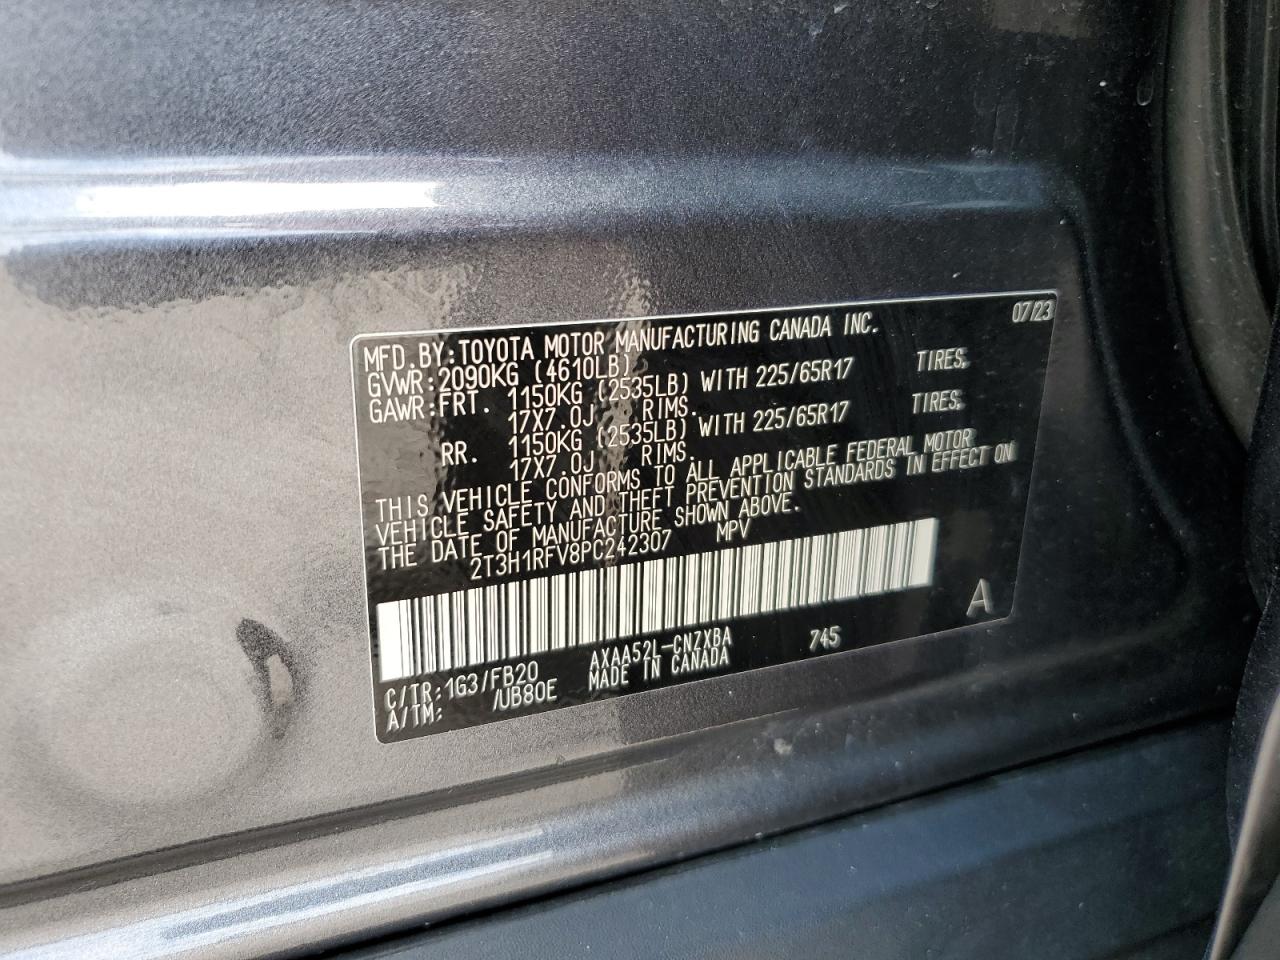 07/23
MFD.BY:TOYOTA MOTOR MANUFACTURING CANADA INC.
GVWR:2090KG (4610LB)
GAWR:FRT. 1150KG (2535LB) WITH 225/65R17 TIRES,
17X7.0J RIMS.
RR. 1150KG (2535LB) WITH 225/65R17 TIRES,
17X7.0J RIMS.
THIS VEHICLE CONFORMS TO ALL APPLICABLE FEDERAL MOTOR
VEHICLE SAFETY AND THEFT PREVENTION STANDARDS IN EFFECT ON
THE DATE OF MANUFACTURE SHOWN ABOVE.
2T3H1RFV8PC242307 MPV
A
C/TR:1G3/FB20 AXAA52L-CNZXBA 745
A/TM: /UB80E MADE IN CANADA